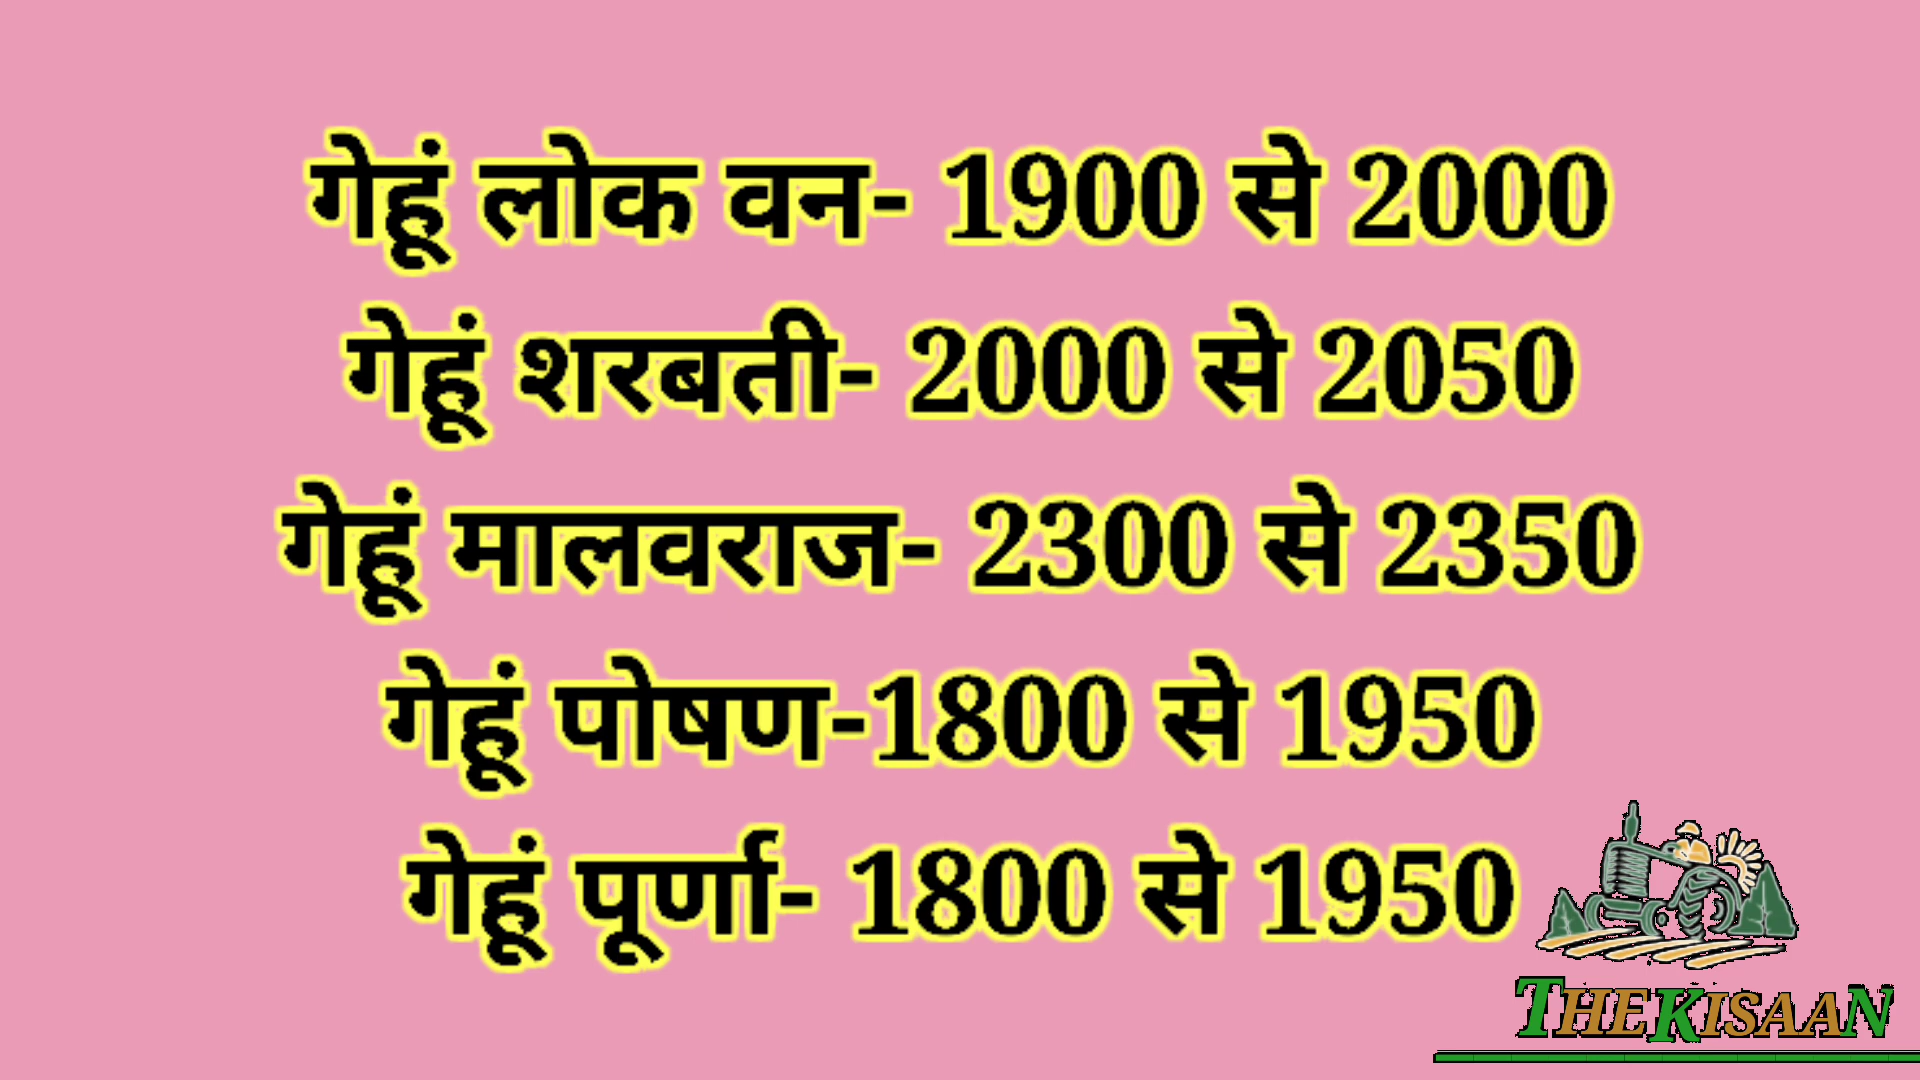 गेहूं लोक वन- 1900 से 2000
गेहूं शरबती- 2000 से 2050
गेहूं मालवराज- 2300 से 2350
गेहूं पोषण-1800 से 1950
गेहूं पूर्णा- 1800 से 1950
THEKISAAN